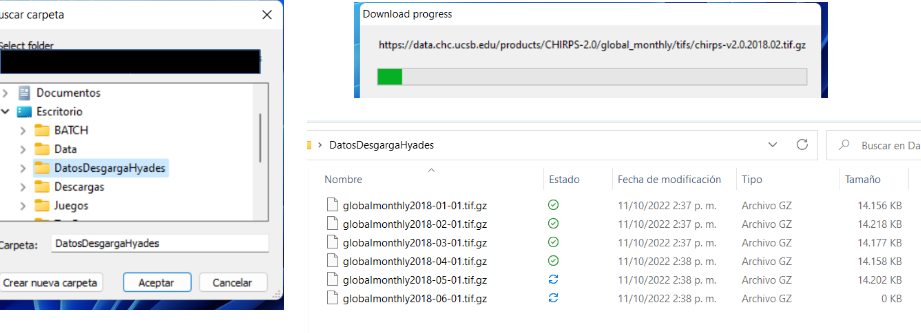 uscar carpeta
Select folder
Documentos
Escritorio
BATCH
Data
DatosDesgargaHyades
Descargas
Juegos
Carpeta: DatosDesgargaHyades
Crear nueva carpeta Aceptar Cancelar
Download progress
https://data.chc.ucsb.edu/products/CHIRPS-2.0/global_monthly/tifs/chirps-v2.0.2018.02.tif.gz
DatosDesgargaHyades Buscar en Da
Nombre Estado Fecha de modificación Tipo Tamaño
globalmonthly2018-01-01.tif.gz 11/10/2022 2:37 p. m. Archivo GZ 14.156 KB
globalmonthly2018-02-01.tif.gz 11/10/2022 2:37 p. m. Archivo GZ 14.218 KB
globalmonthly2018-03-01.tif.gz 11/10/2022 2:37 p. m. Archivo GZ 14.177 KB
globalmonthly2018-04-01.tif.gz 11/10/2022 2:38 p. m. Archivo GZ 14.158 KB
globalmonthly2018-05-01.tif.gz 11/10/2022 2:38 p. m. Archivo GZ 14.202 KB
globalmonthly2018-06-01.tif.gz 11/10/2022 2:38 p. m. Archivo GZ 0 KB